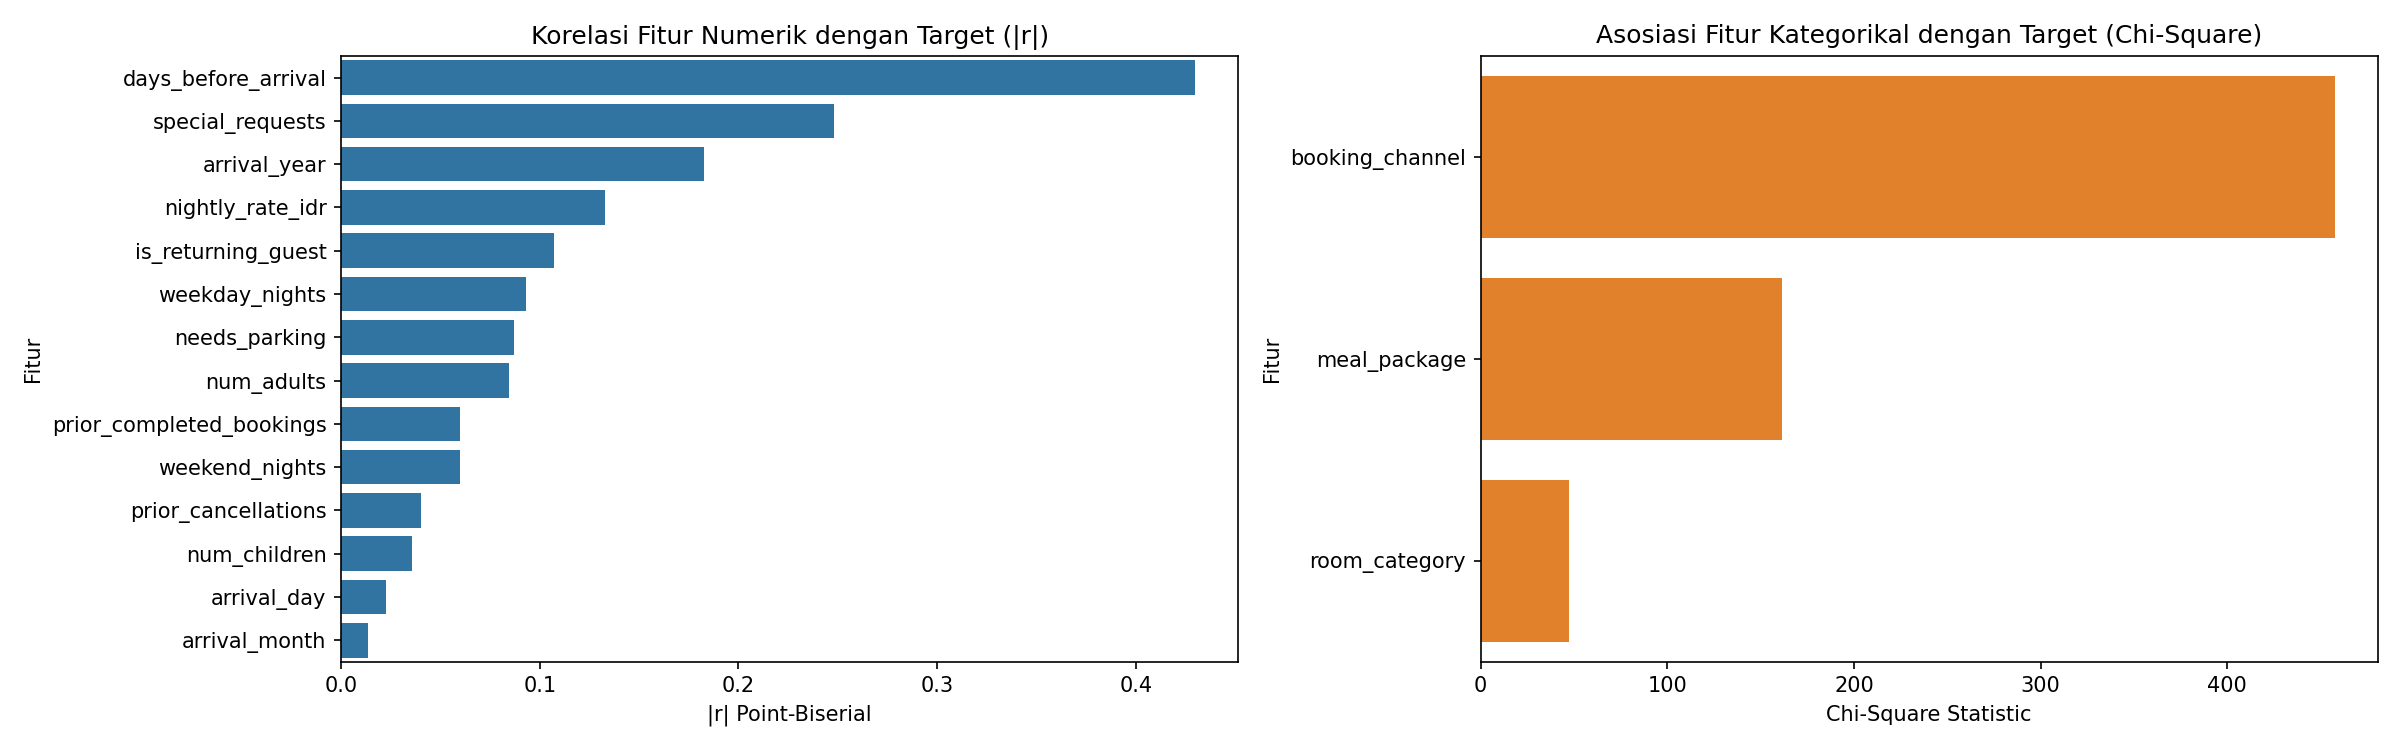 Korelasi Fitur Numerik dengan Target (|r|)
Fitur
days_before_arrival
special_requests
arrival_year
nightly_rate_idr
is_returning_guest
weekday_nights
needs_parking
num_adults
prior_completed_bookings
weekend_nights
prior_cancellations
num_children
arrival_day
arrival_month
0.0 0.1 0.2 0.3 0.4
|r| Point-Biserial
Asosiasi Fitur Kategorikal dengan Target (Chi-Square)
Fitur
booking_channel
meal_package
room_category
0 100 200 300 400
Chi-Square Statistic